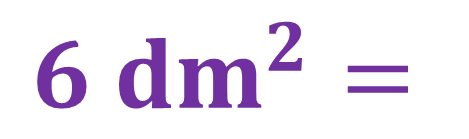 6 dm² =